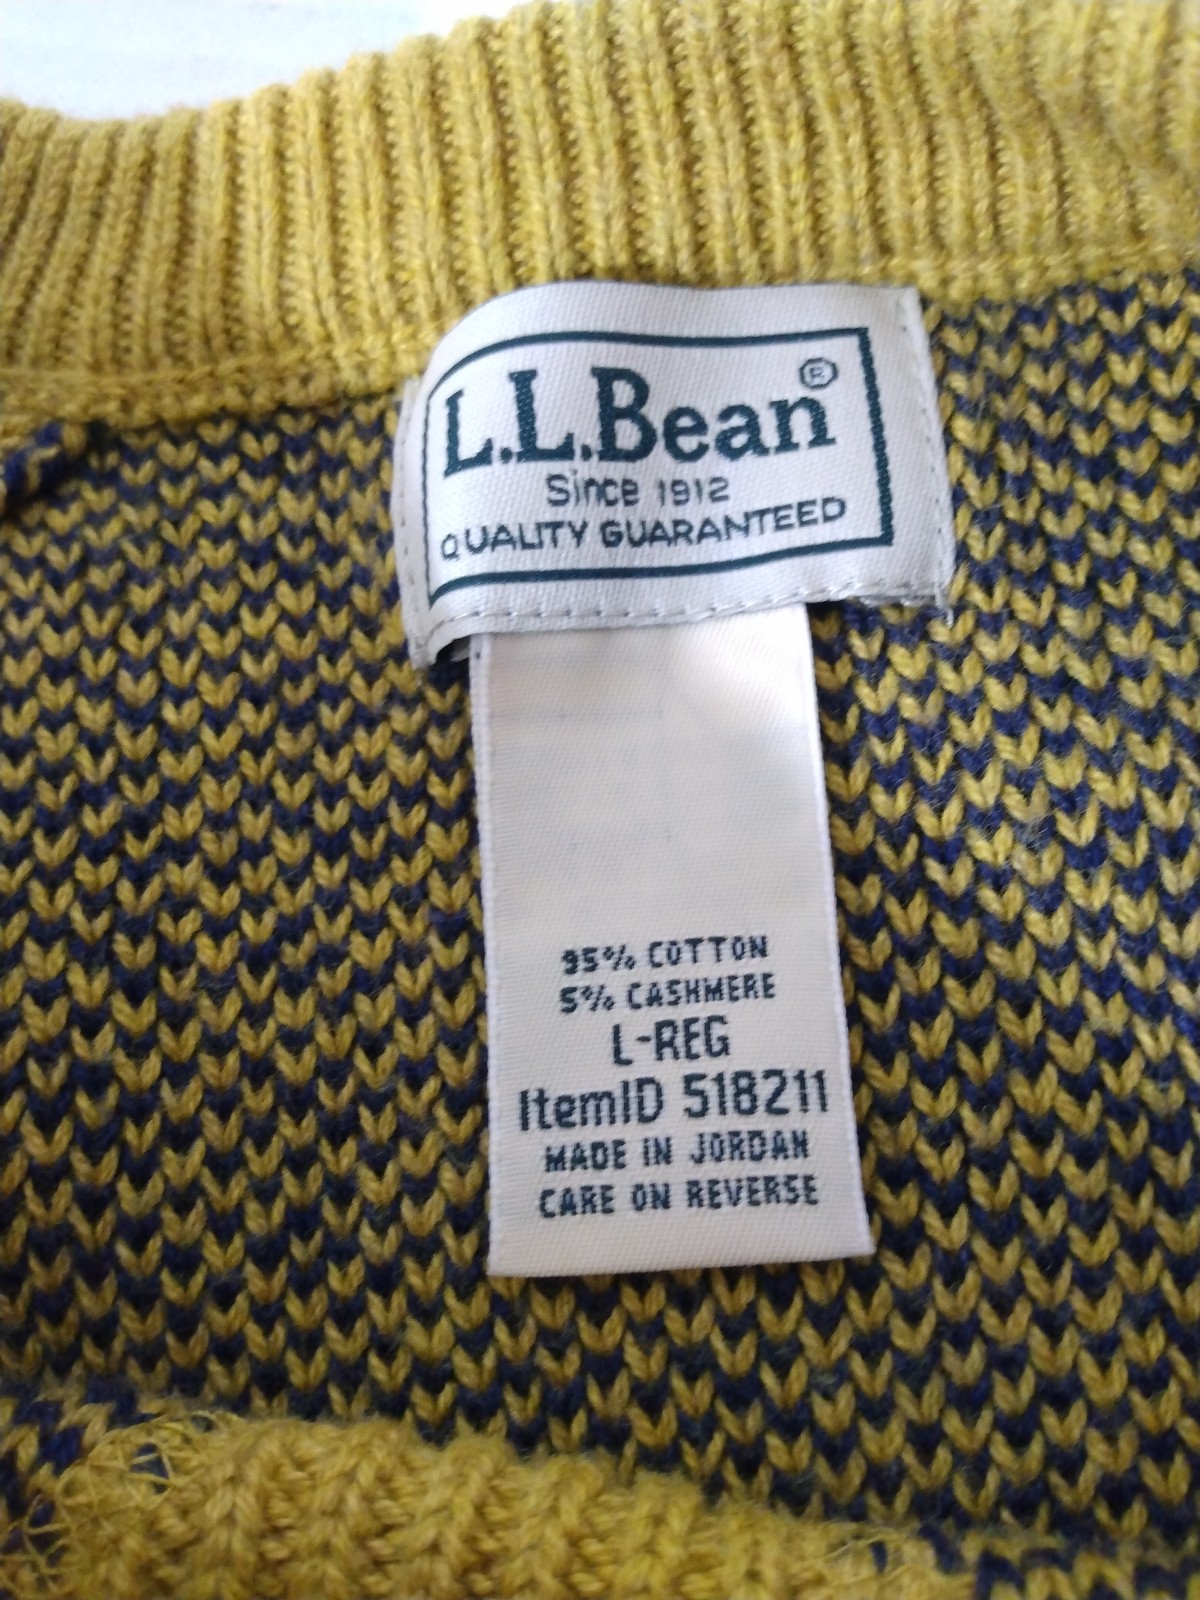 L.L.Bean®
Since 1912
QUALITY GUARANTEED
95% COTTON
5% CASHMERE
L-REG
ItemID 518211
MADE IN JORDAN
CARE ON REVERSE